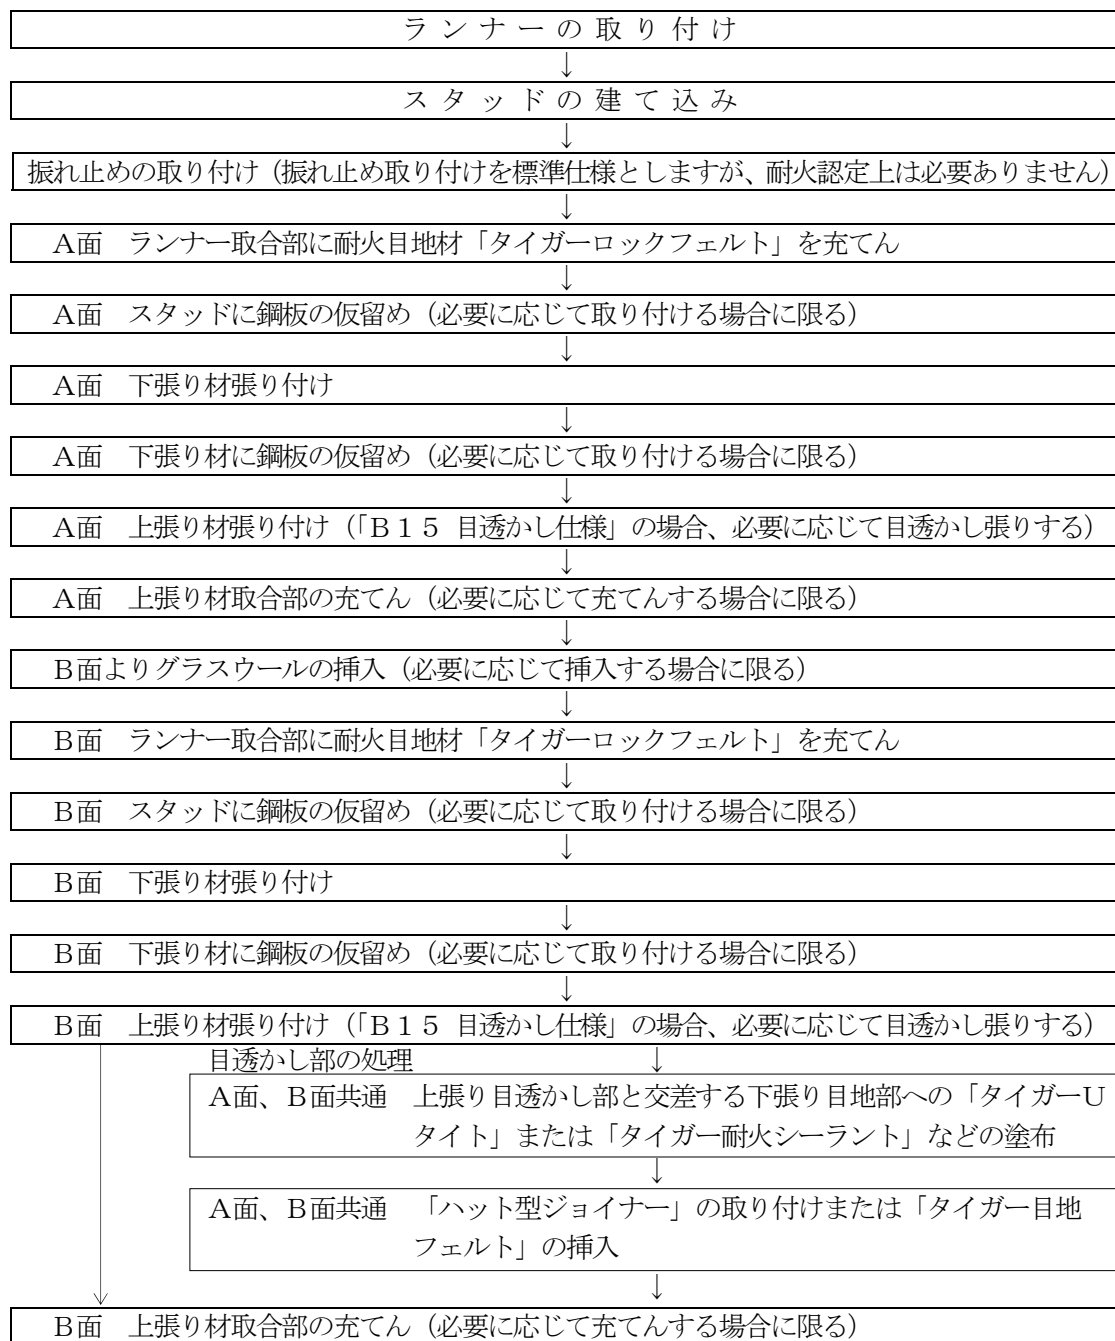 ランナーの取り付け
↓
スタッドの建て込み
↓
振れ止めの取り付け（振れ止め取り付けを標準仕様としますが、耐火認定上は必要ありません）
↓
A面　ランナー取合部に耐火目地材「タイガーロックフェルト」を充てん
↓
A面　スタッドに鋼板の仮留め（必要に応じて取り付ける場合に限る）
↓
A面　下張り材張り付け
↓
A面　下張り材に鋼板の仮留め（必要に応じて取り付ける場合に限る）
↓
A面　上張り材張り付け（「B１５ 目透かし仕様」の場合、必要に応じて目透かし張りする）
↓
A面　上張り材取合部の充てん（必要に応じて充てんする場合に限る）
↓
B面よりグラスウールの挿入（必要に応じて挿入する場合に限る）
↓
B面　ランナー取合部に耐火目地材「タイガーロックフェルト」を充てん
↓
B面　スタッドに鋼板の仮留め（必要に応じて取り付ける場合に限る）
↓
B面　下張り材張り付け
↓
B面　下張り材に鋼板の仮留め（必要に応じて取り付ける場合に限る）
↓
B面　上張り材張り付け（「B１５ 目透かし仕様」の場合、必要に応じて目透かし張りする）
目透かし部の処理　↓
A面、B面共通　上張り目透かし部と交差する下張り目地部への「タイガーU
タイト」または「タイガー耐火シーラント」などの塗布
↓
A面、B面共通　「ハット型ジョイナー」の取り付けまたは「タイガー目地
フェルト」の挿入
↓
B面　上張り材取合部の充てん（必要に応じて充てんする場合に限る）